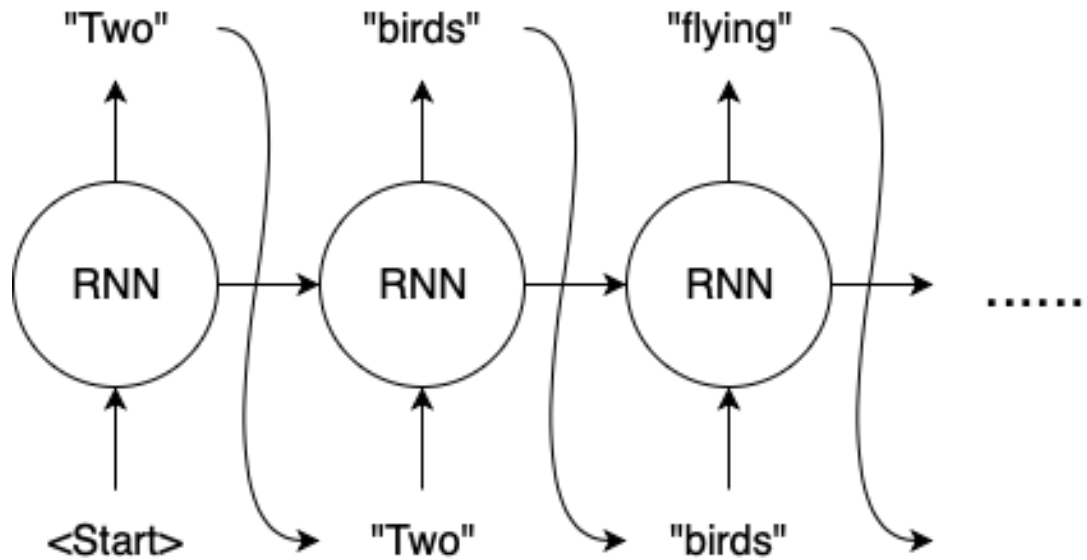 "Two" "birds" "flying"
RNN RNN RNN ......
<Start> "Two" "birds"